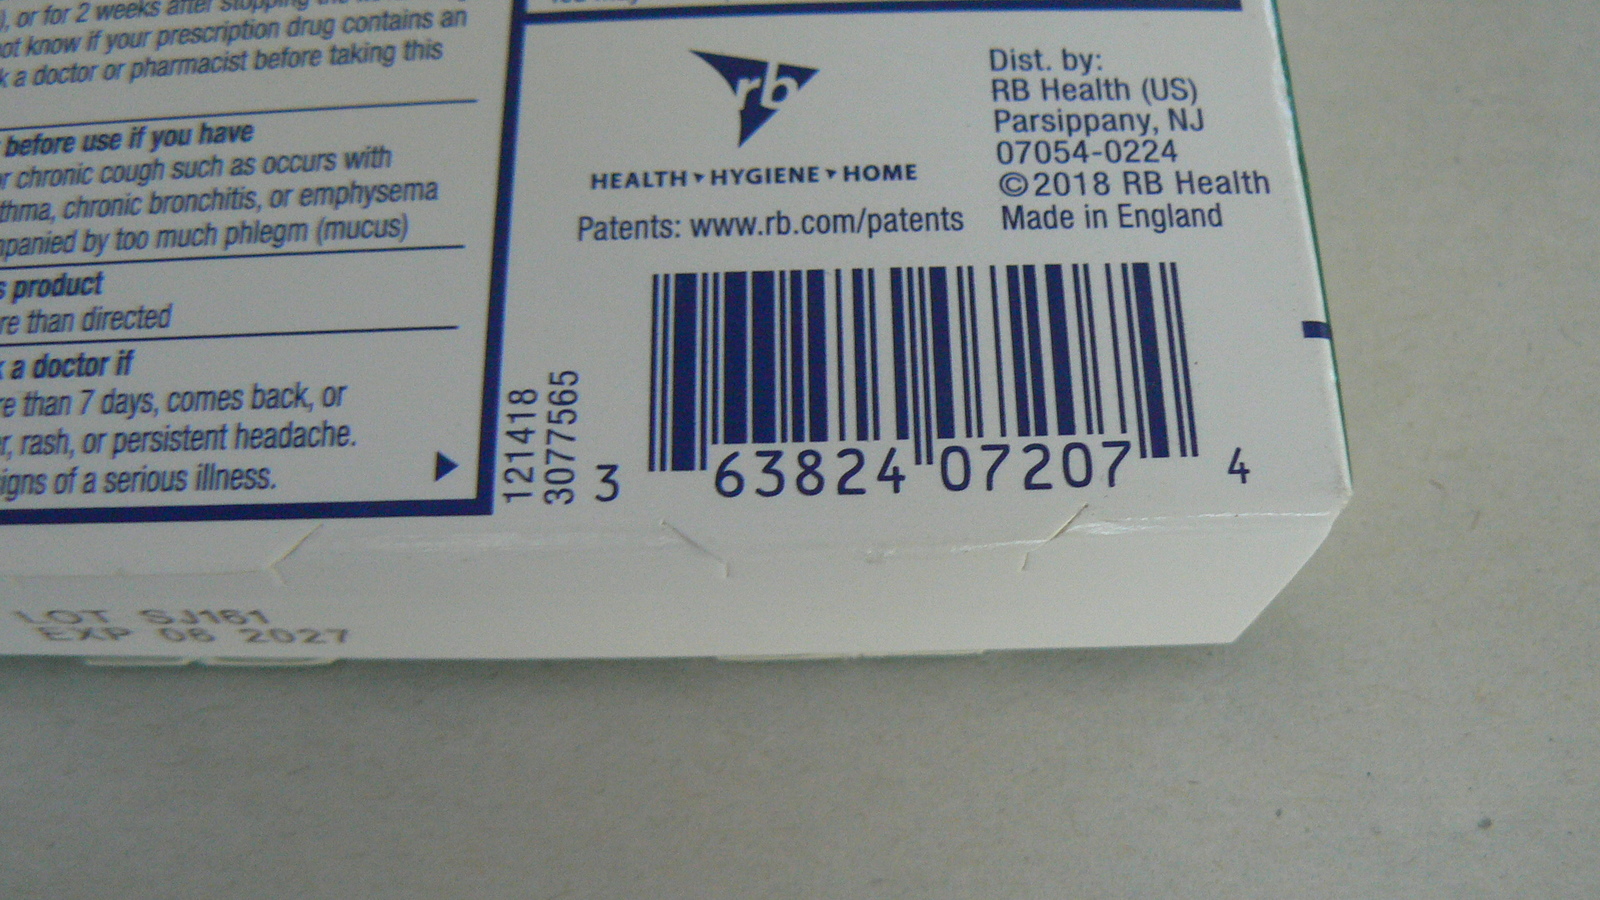 ), or for 2 weeks after stopping the
not know if your prescription drug contains an
k a doctor or pharmacist before taking this
before use if you have
or chronic cough such as occurs with
thma, chronic bronchitis, or emphysema
mpanied by too much phlegm (mucus)
s product
re than directed
k a doctor if
re than 7 days, comes back, or
r, rash, or persistent headache.
igns of a serious illness.
rb
HEALTH HYGIENE HOME
Patents: www.rb.com/patents
Dist. by:
RB Health (US)
Parsippany, NJ
07054-0224
©2018 RB Health
Made in England
121418
3077565
3 63824 07207 4
LOT SJ161
EXP 06 2027